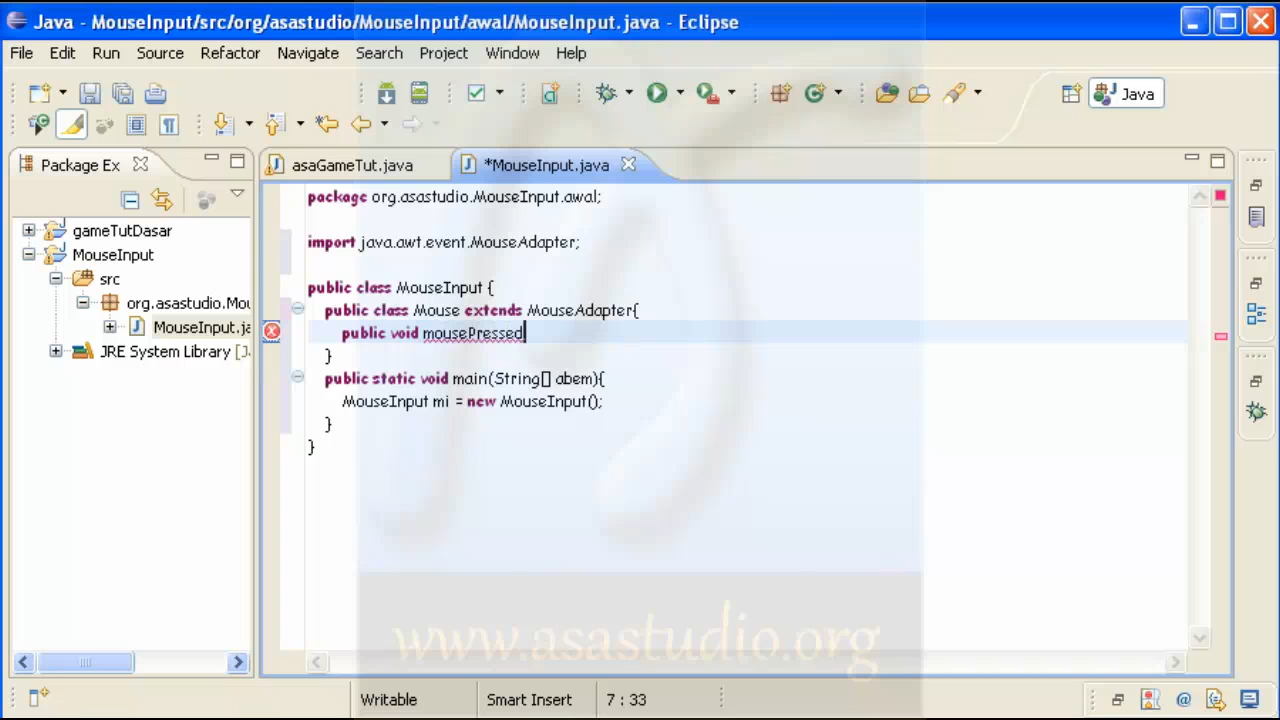 Java - MouseInput/src/org/asastudio/MouseInput/awal/MouseInput.java - Eclipse
File Edit Run Source Refactor Navigate Search Project Window Help
Java
Package Ex
asaGameTut.java
*MouseInput.java
gameTutDasar
MouseInput
src
org.asastudio.Mou
MouseInput.ja
JRE System Library [J
package org.asastudio.MouseInput.awal;
import java.awt.event.MouseAdapter;
public class MouseInput {
public class Mouse extends MouseAdapter{
public void mousePressed
}
public static void main(String[] abem){
MouseInput mi = new MouseInput();
}
}
www.asastudio.org
Writable
Smart Insert
7 : 33